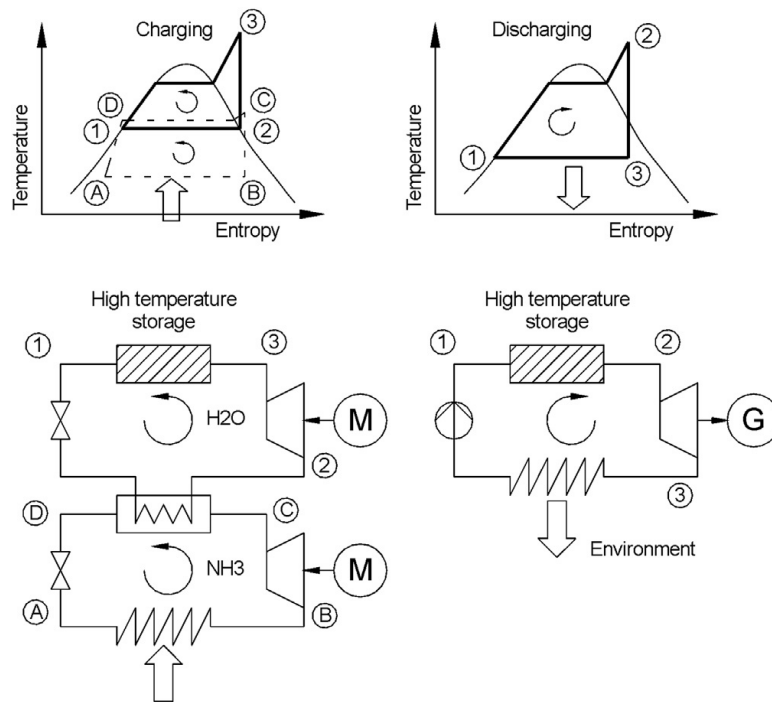 Charging
Temperature
Entropy
3
D
C
1
2
A
B
Discharging
Temperature
Entropy
2
1
3
High temperature
storage
1
3
H2O
M
2
D
C
NH3
M
A
B
High temperature
storage
1
2
G
3
Environment